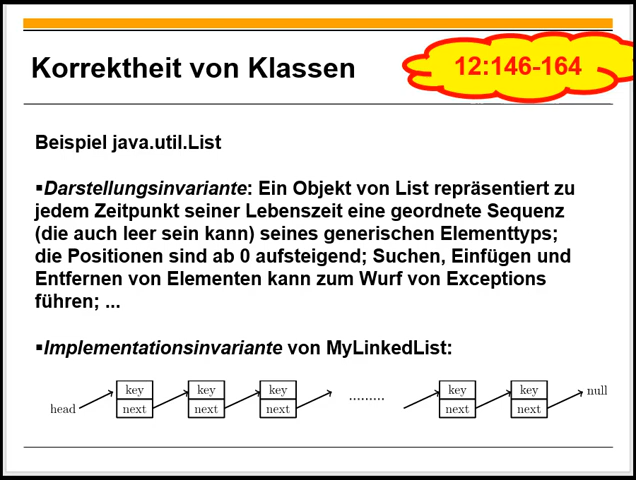 Korrektheit von Klassen
12:146-164
Beispiel java.util.List
▪Darstellungsinvariante: Ein Objekt von List repräsentiert zu
jedem Zeitpunkt seiner Lebenszeit eine geordnete Sequenz
(die auch leer sein kann) seines generischen Elementtyps;
die Positionen sind ab 0 aufsteigend; Suchen, Einfügen und
Entfernen von Elementen kann zum Wurf von Exceptions
führen; ...
▪Implementationsinvariante von MyLinkedList:
key key key ......... key key null
head next next next next next